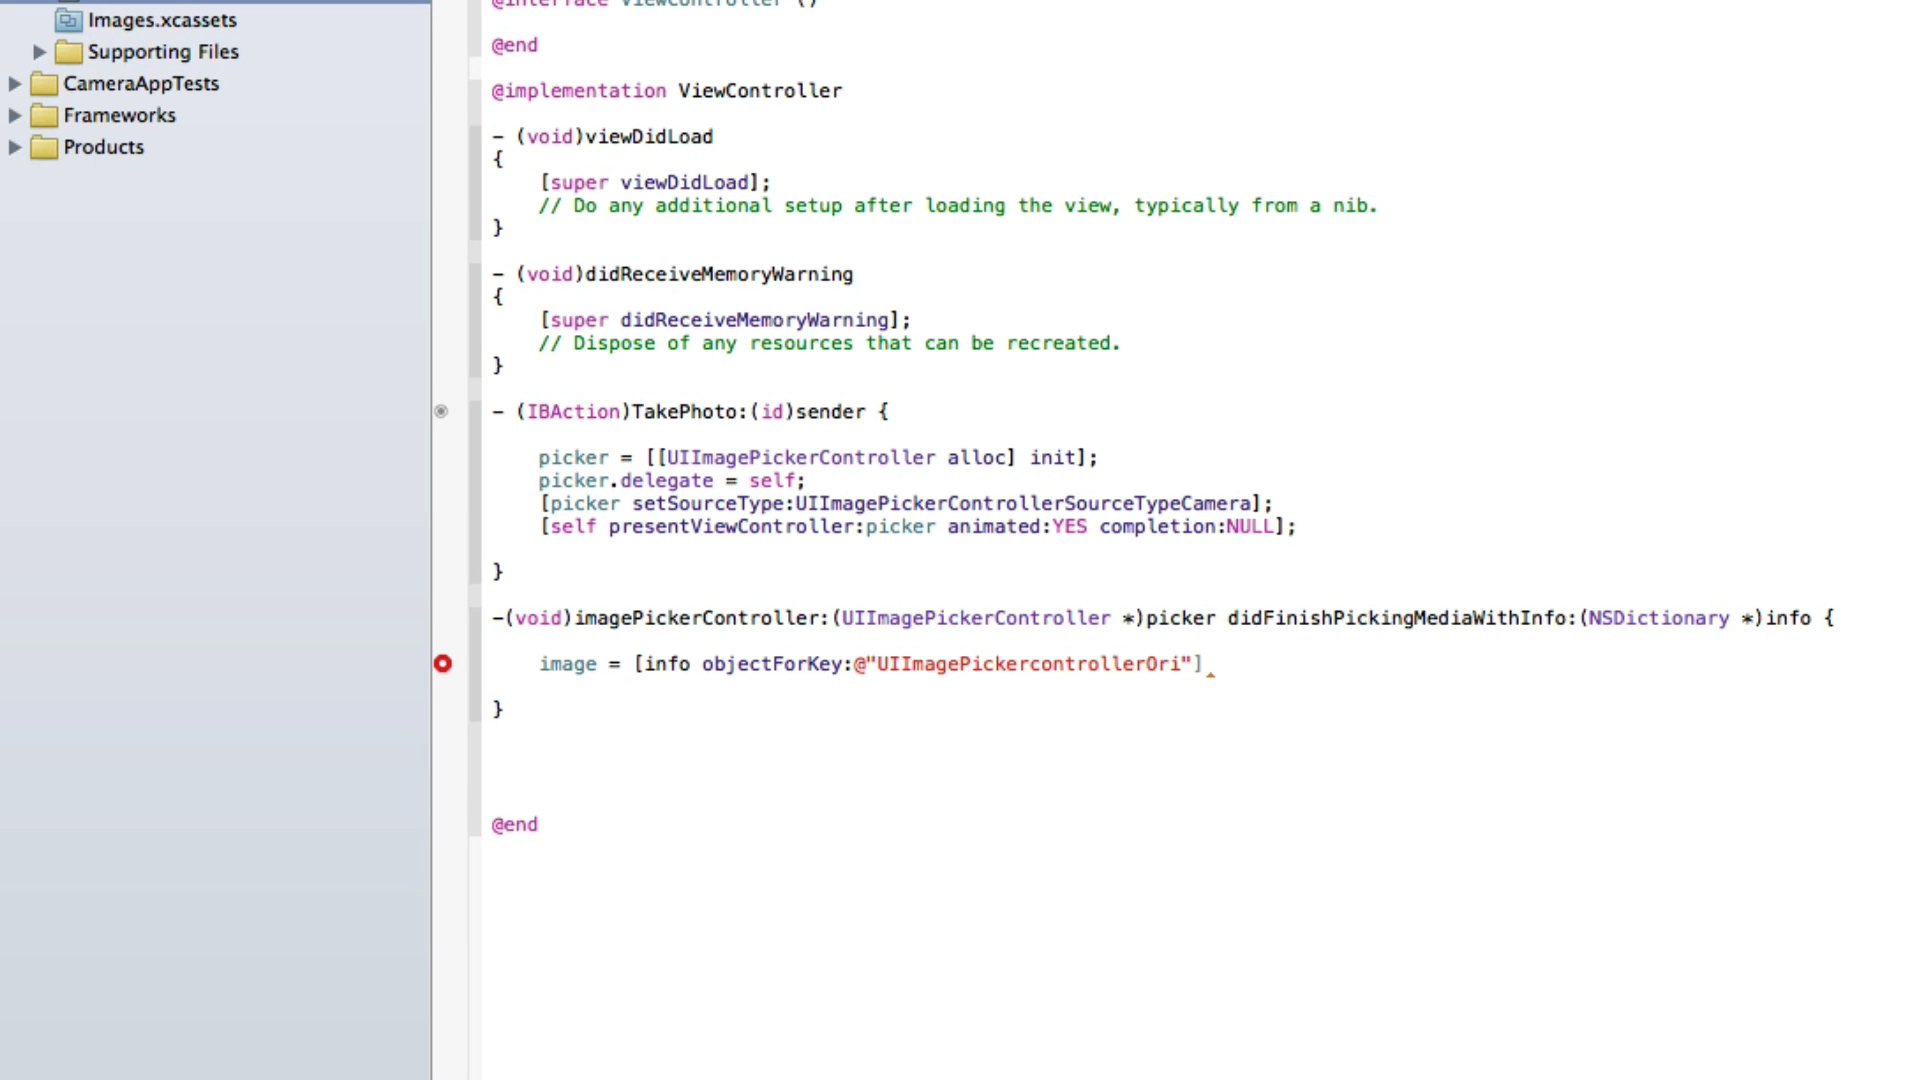 Images.xcassets
Supporting Files
CameraAppTests
Frameworks
Products
@interface ViewController ()
@end
@implementation ViewController
- (void)viewDidLoad
{
[super viewDidLoad];
// Do any additional setup after loading the view, typically from a nib.
}
- (void)didReceiveMemoryWarning
{
[super didReceiveMemoryWarning];
// Dispose of any resources that can be recreated.
}
- (IBAction)TakePhoto:(id)sender {
picker = [[UIImagePickerController alloc] init];
picker.delegate = self;
[picker setSourceType:UIImagePickerControllerSourceTypeCamera];
[self presentViewController:picker animated:YES completion:NULL];
}
-(void)imagePickerController:(UIImagePickerController *)picker didFinishPickingMediaWithInfo:(NSDictionary *)info {
image = [info objectForKey:@"UIImagePickercontrollerOri"]
}
@end